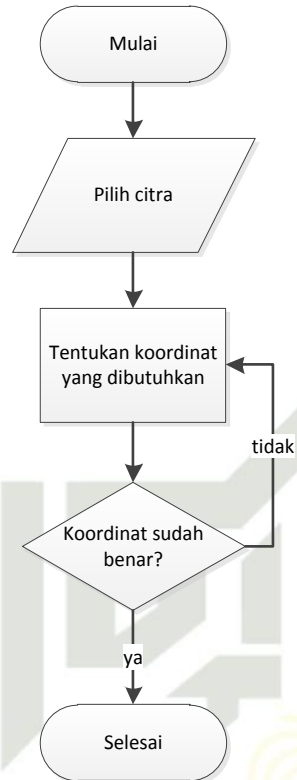 Mulai
Pilih citra
Tentukan koordinat
yang dibutuhkan
tidak
Koordinat sudah
benar?
ya
Selesai